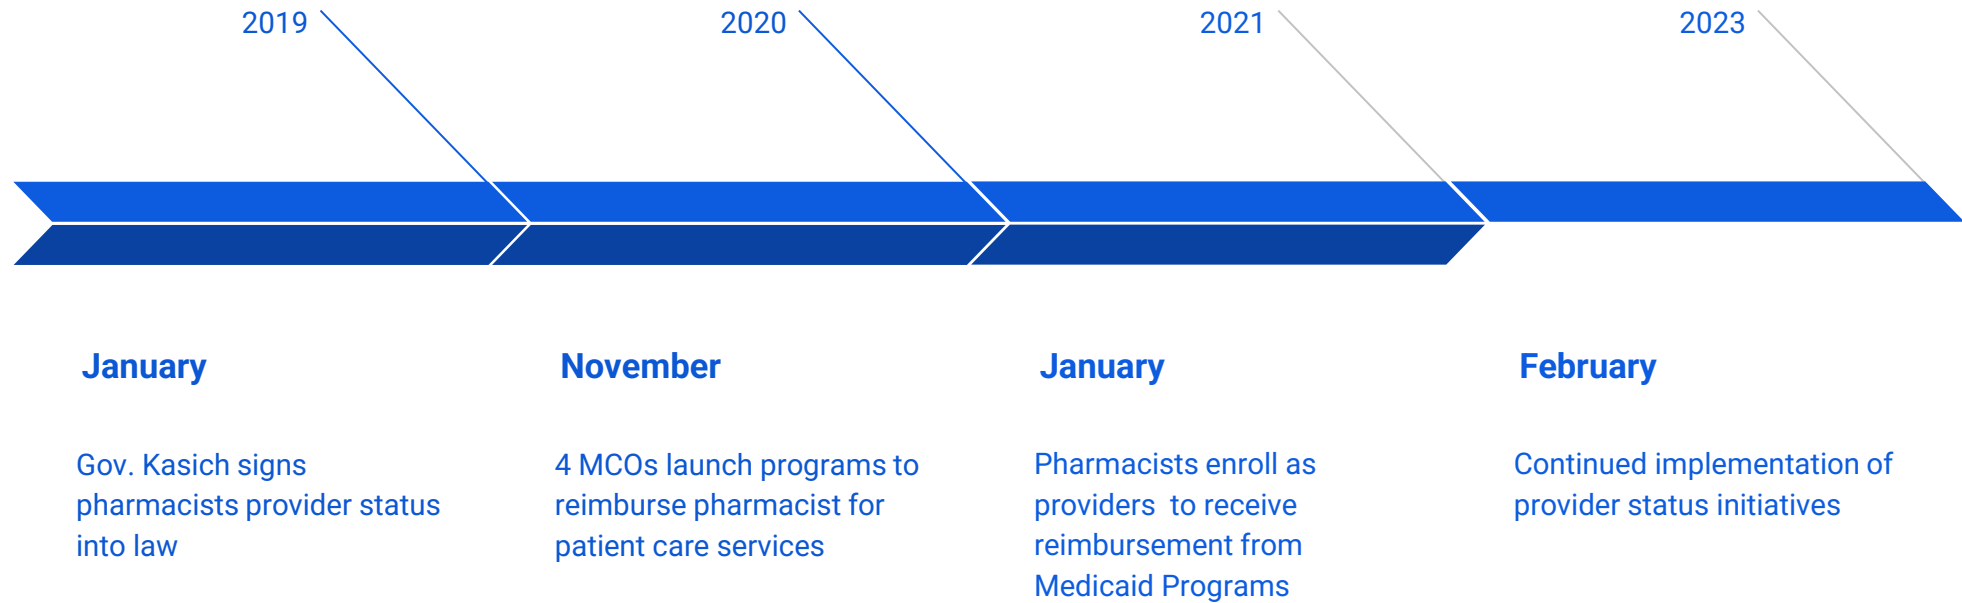 2019
2020
2021
2023
January
Gov. Kasich signs
pharmacists provider status
into law
November
4 MCOs launch programs to
reimburse pharmacist for
patient care services
January
Pharmacists enroll as
providers  to receive
reimbursement from
Medicaid Programs
February
Continued implementation of
provider status initiatives